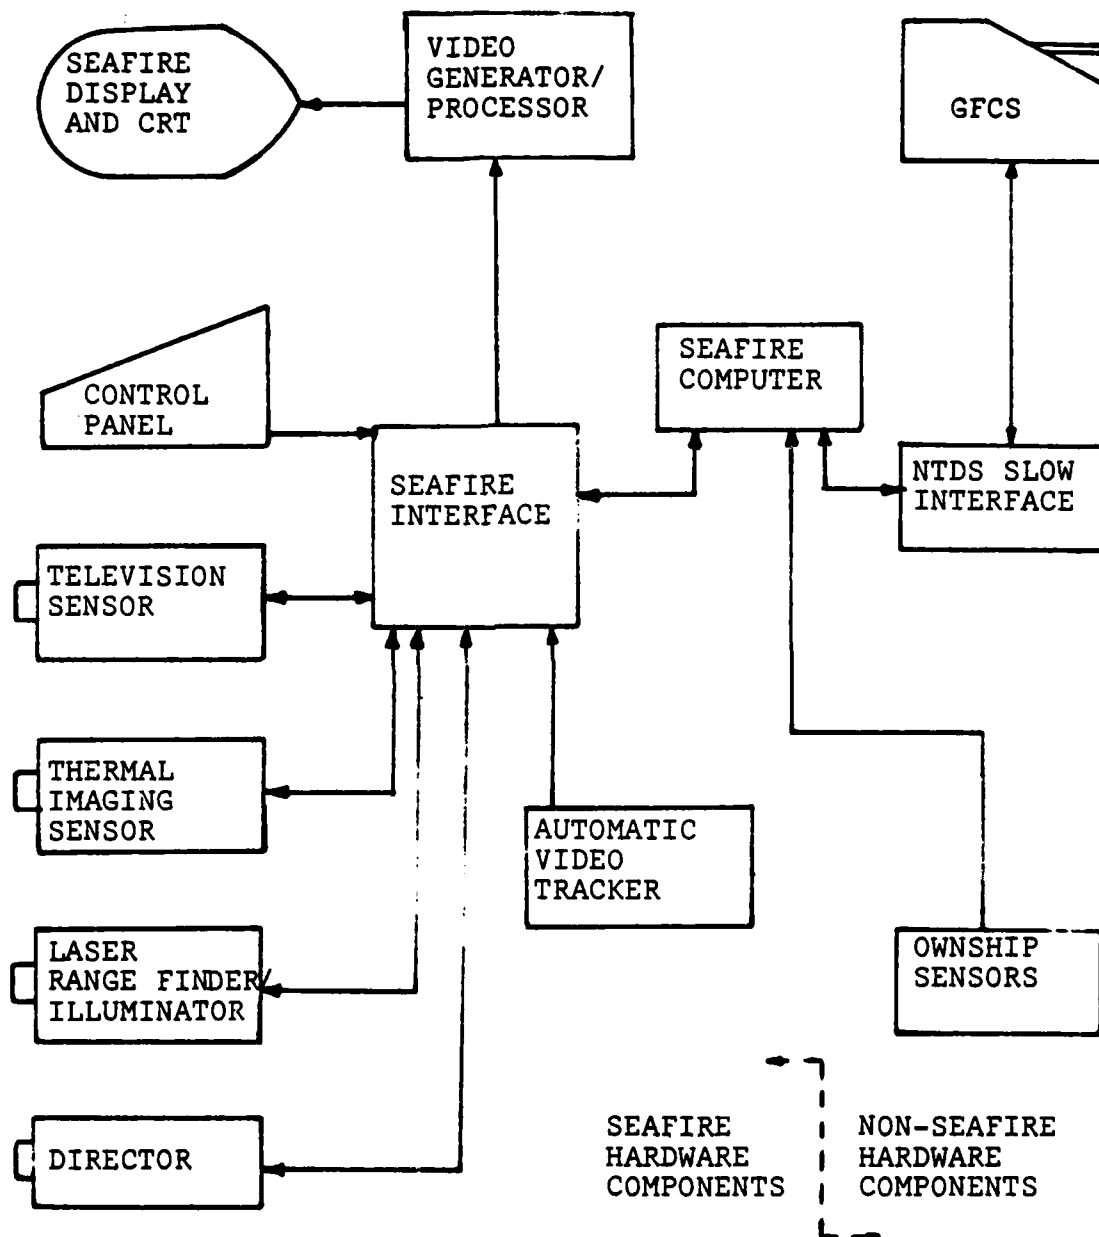 SEAFIRE
DISPLAY
AND CRT
VIDEO
GENERATOR/
PROCESSOR
GFCS
CONTROL
PANEL
SEAFIRE
COMPUTER
SEAFIRE
INTERFACE
NTDS SLOW
INTERFACE
TELEVISION
SENSOR
THERMAL
IMAGING
SENSOR
AUTOMATIC
VIDEO
TRACKER
LASER
RANGE FINDER/
ILLUMINATOR
OWNSHIP
SENSORS
DIRECTOR
SEAFIRE
HARDWARE
COMPONENTS
NON-SEAFIRE
HARDWARE
COMPONENTS